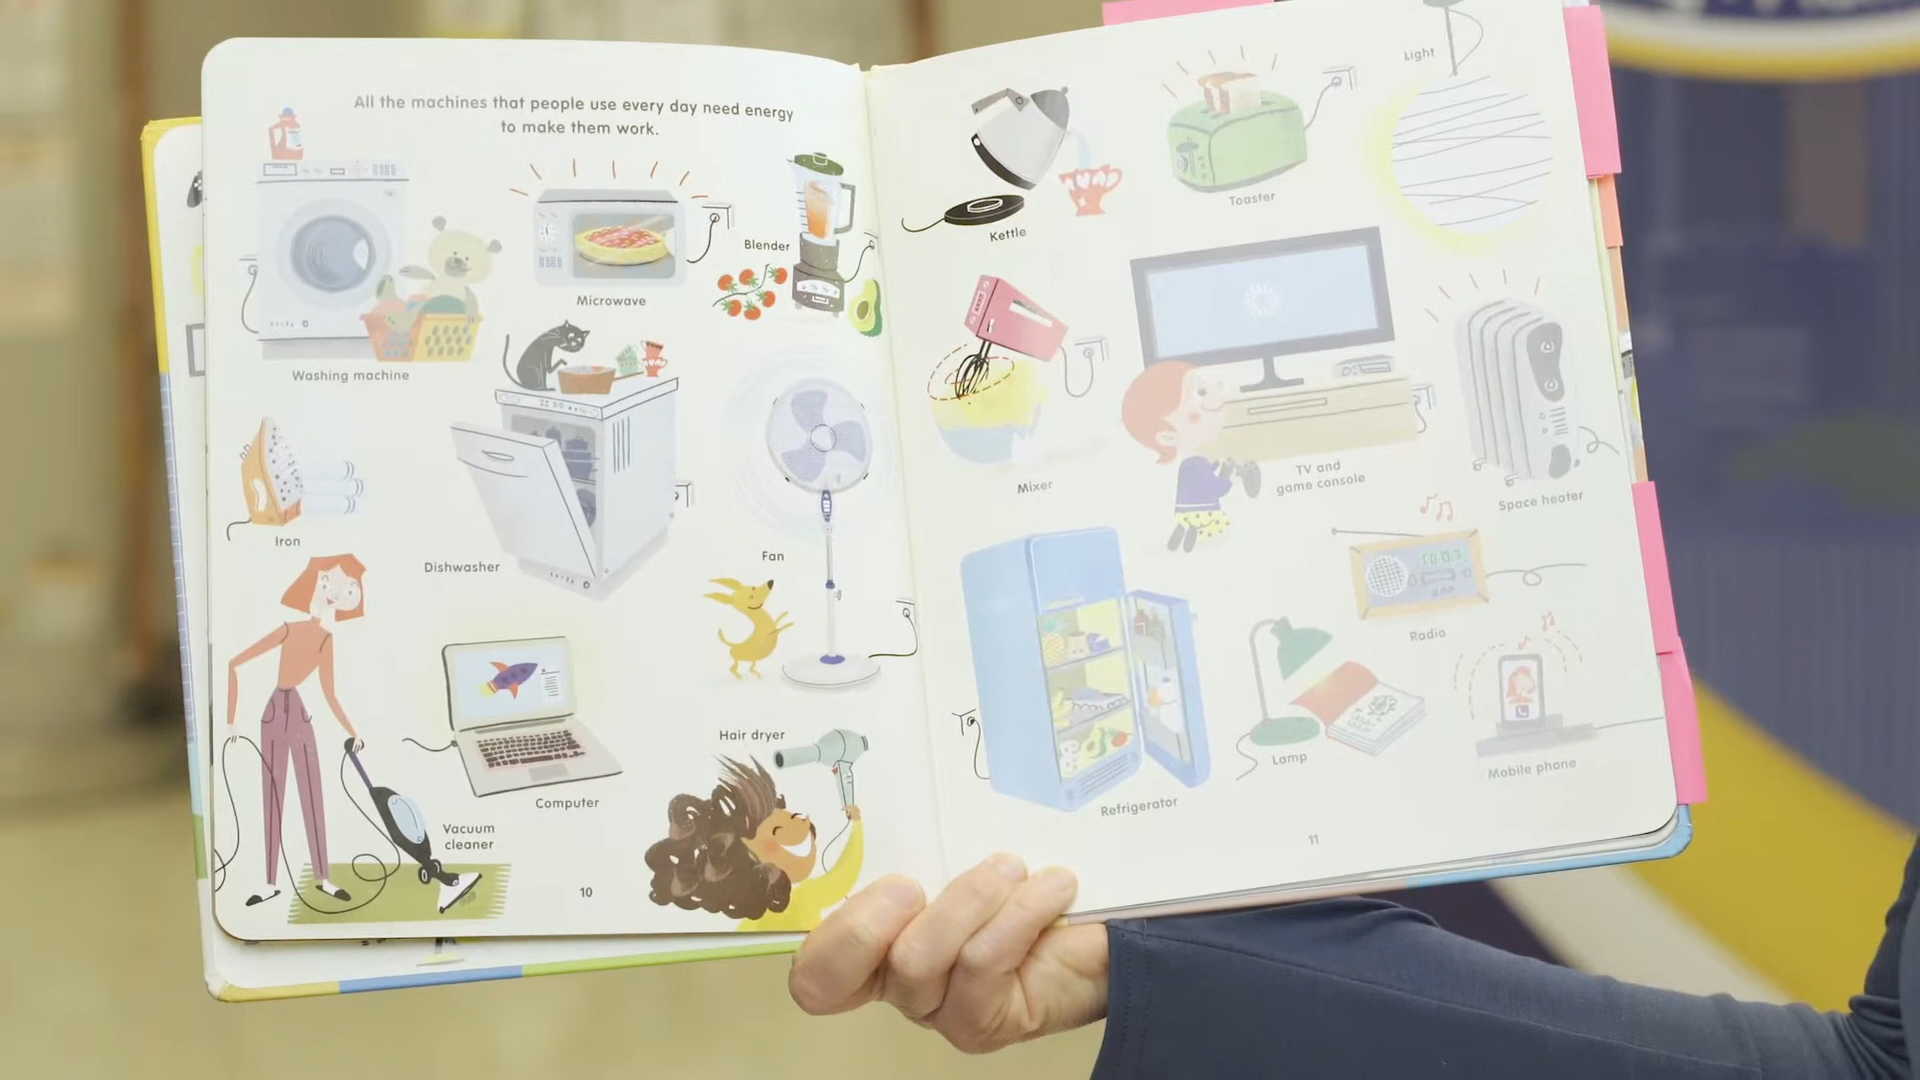 All the machines that people use every day need energy
to make them work.
Washing machine
Microwave
Blender
Iron
Dishwasher
Fan
Vacuum
cleaner
Computer
Hair dryer
10
Kettle
Toaster
Light
Mixer
TV and
game console
Space heater
Refrigerator
Lamp
Radio
Mobile phone
11